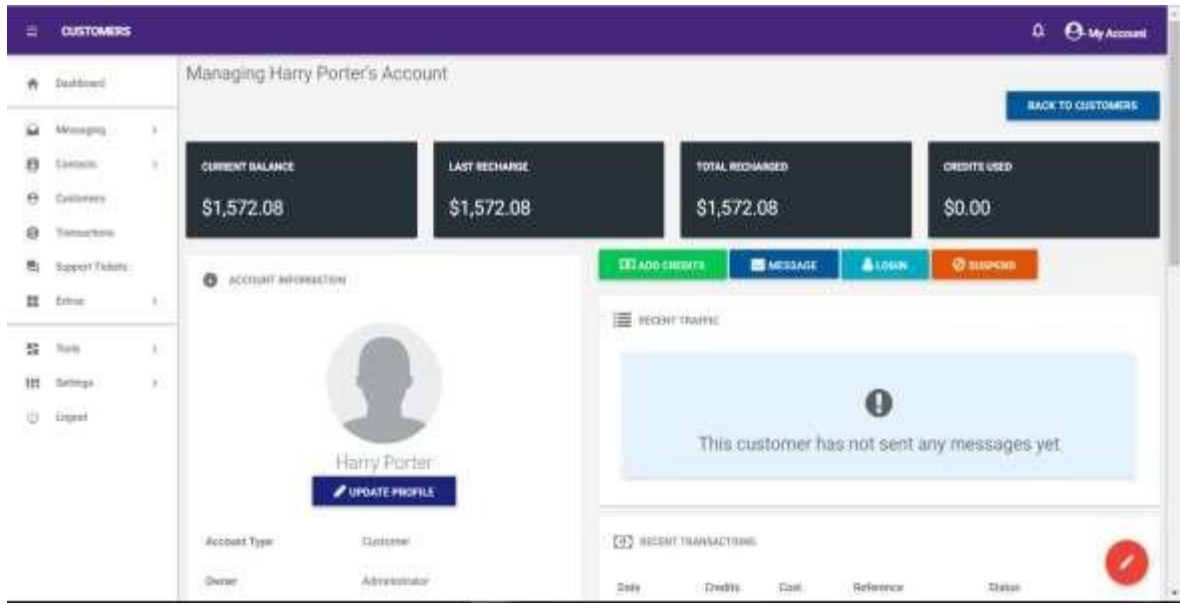 CUSTOMERS
My Account
Dashboard
Messaging
Contacts
Customers
Transactions
Support Tickets
Extras
Tools
Settings
Logout
Managing Harry Porter's Account
BACK TO CUSTOMERS
CURRENT BALANCE
$1,572.08
LAST RECHARGE
$1,572.08
TOTAL RECHARGED
$1,572.08
CREDITS USED
$0.00
ACCOUNT INFORMATION
Harry Porter
UPDATE PROFILE
Account Type Customer
Owner Administrator
ADD CREDITS MESSAGE LOGIN SUSPEND
RECENT TRAFFIC
This customer has not sent any messages yet
RECENT TRANSACTIONS
Date Credits Cost Reference Status